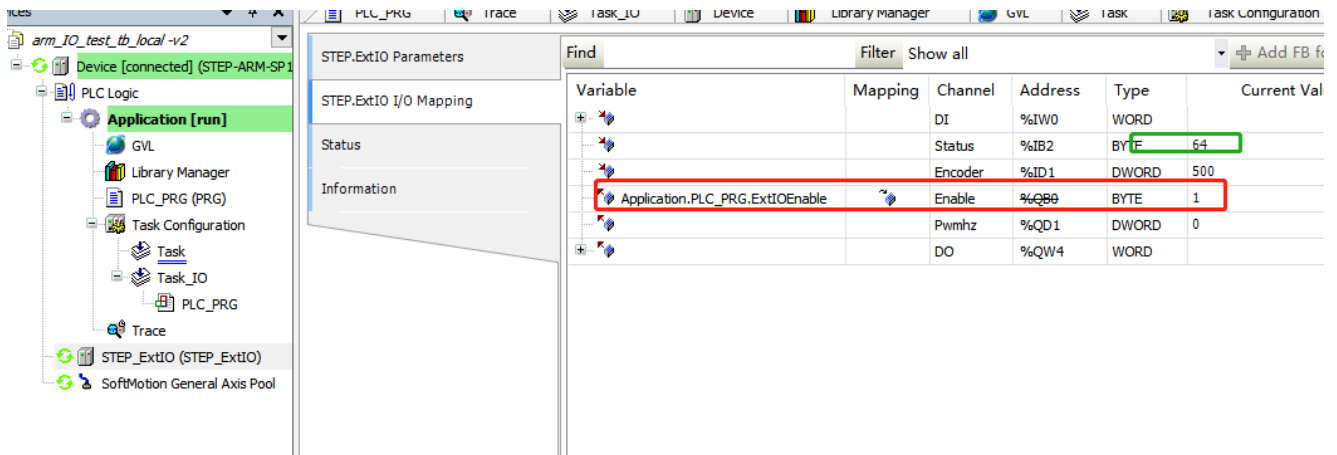 ices
PLC_PRG Trace Task_IO Device Library Manager GVL Task Task Configuration
arm_IO_test_tb_local -v2
Device [connected] (STEP-ARM-SP1
PLC Logic
Application [run]
GVL
Library Manager
PLC_PRG (PRG)
Task Configuration
Task
Task_IO
PLC_PRG
Trace
STEP_ExtIO (STEP_ExtIO)
SoftMotion General Axis Pool
STEP.ExtIO Parameters
STEP.ExtIO I/O Mapping
Status
Information
Find Filter Show all Add FB fo
Variable Mapping Channel Address Type Current Val
DI %IW0 WORD
Status %IB2 BYTE 64
Encoder %ID1 DWORD 500
Application.PLC_PRG.ExtIOEnable Enable %QB0 BYTE 1
Pwmhz %QD1 DWORD 0
DO %QW4 WORD